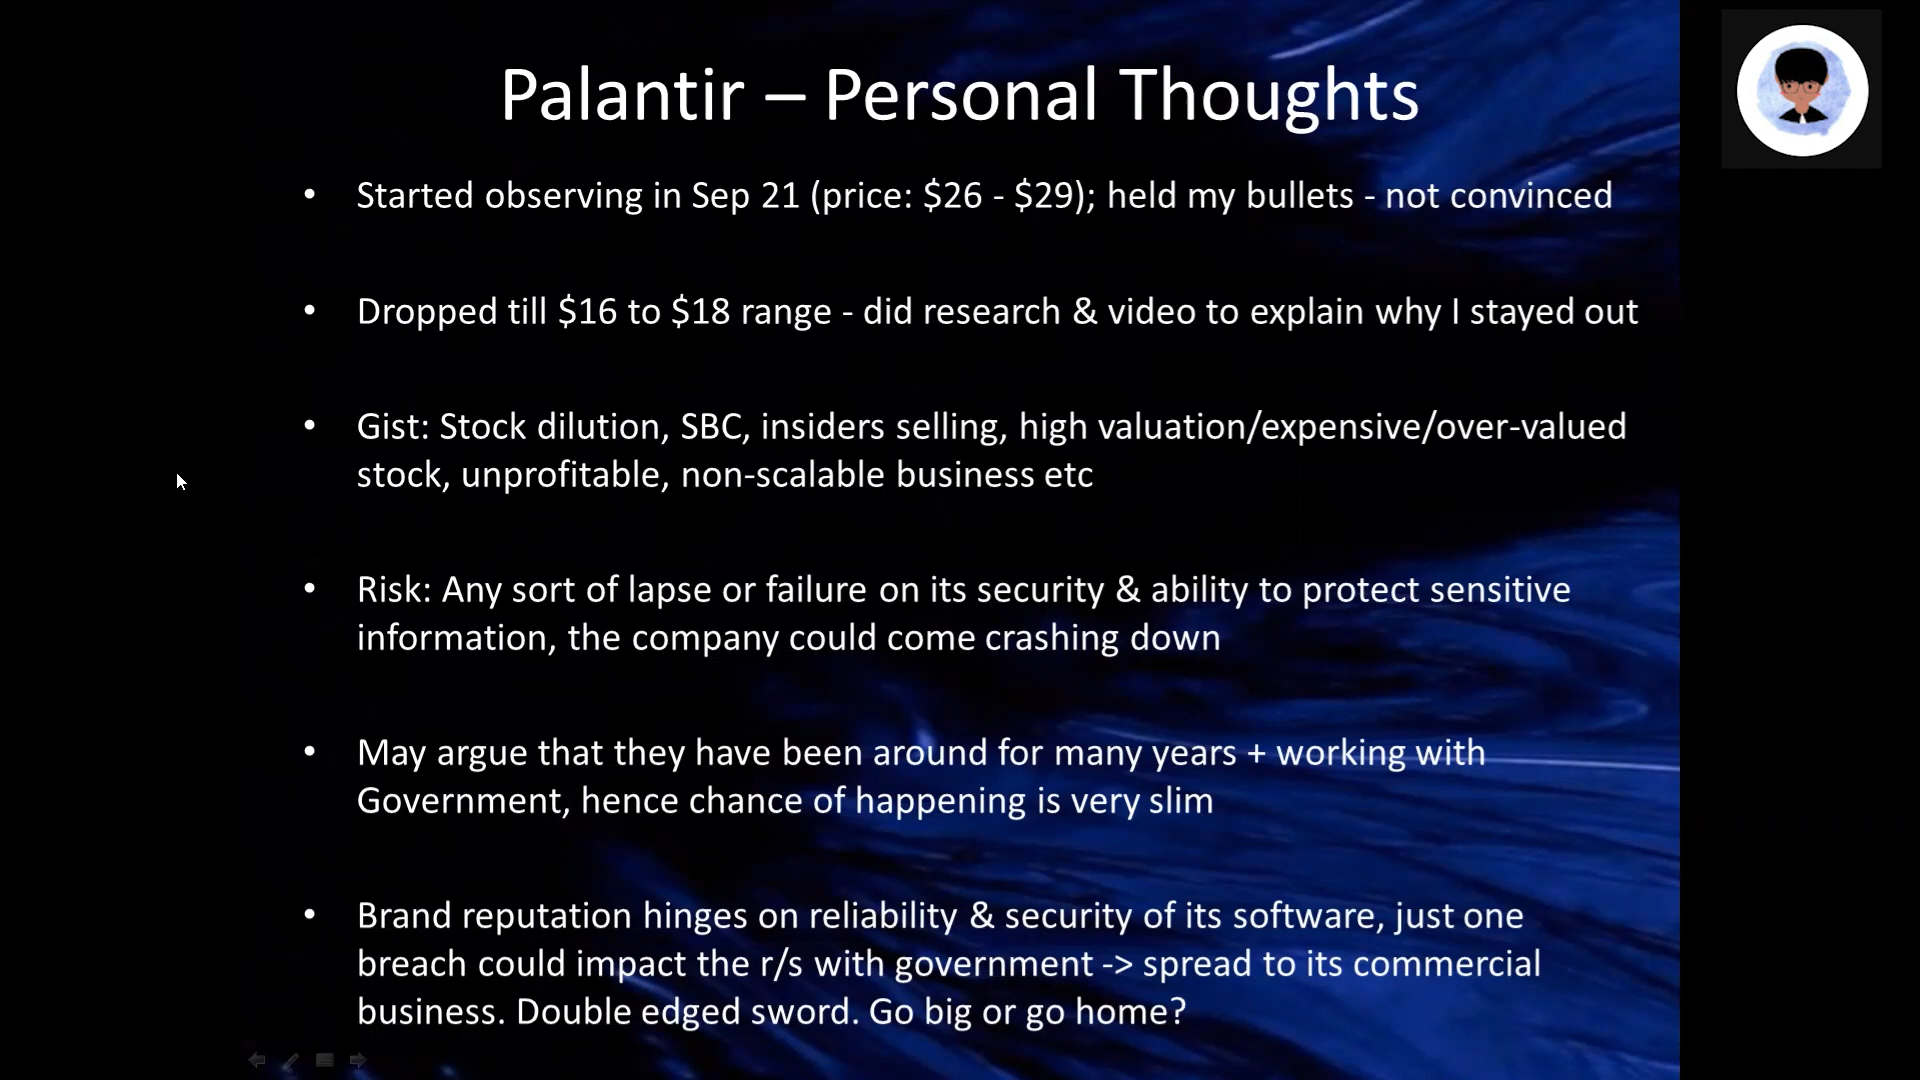 Palantir – Personal Thoughts
• Started observing in Sep 21 (price: $26 - $29); held my bullets - not convinced
• Dropped till $16 to $18 range - did research & video to explain why I stayed out
• Gist: Stock dilution, SBC, insiders selling, high valuation/expensive/over-valued
stock, unprofitable, non-scalable business etc
• Risk: Any sort of lapse or failure on its security & ability to protect sensitive
information, the company could come crashing down
• May argue that they have been around for many years + working with
Government, hence chance of happening is very slim
• Brand reputation hinges on reliability & security of its software, just one
breach could impact the r/s with government -> spread to its commercial
business. Double edged sword. Go big or go home?